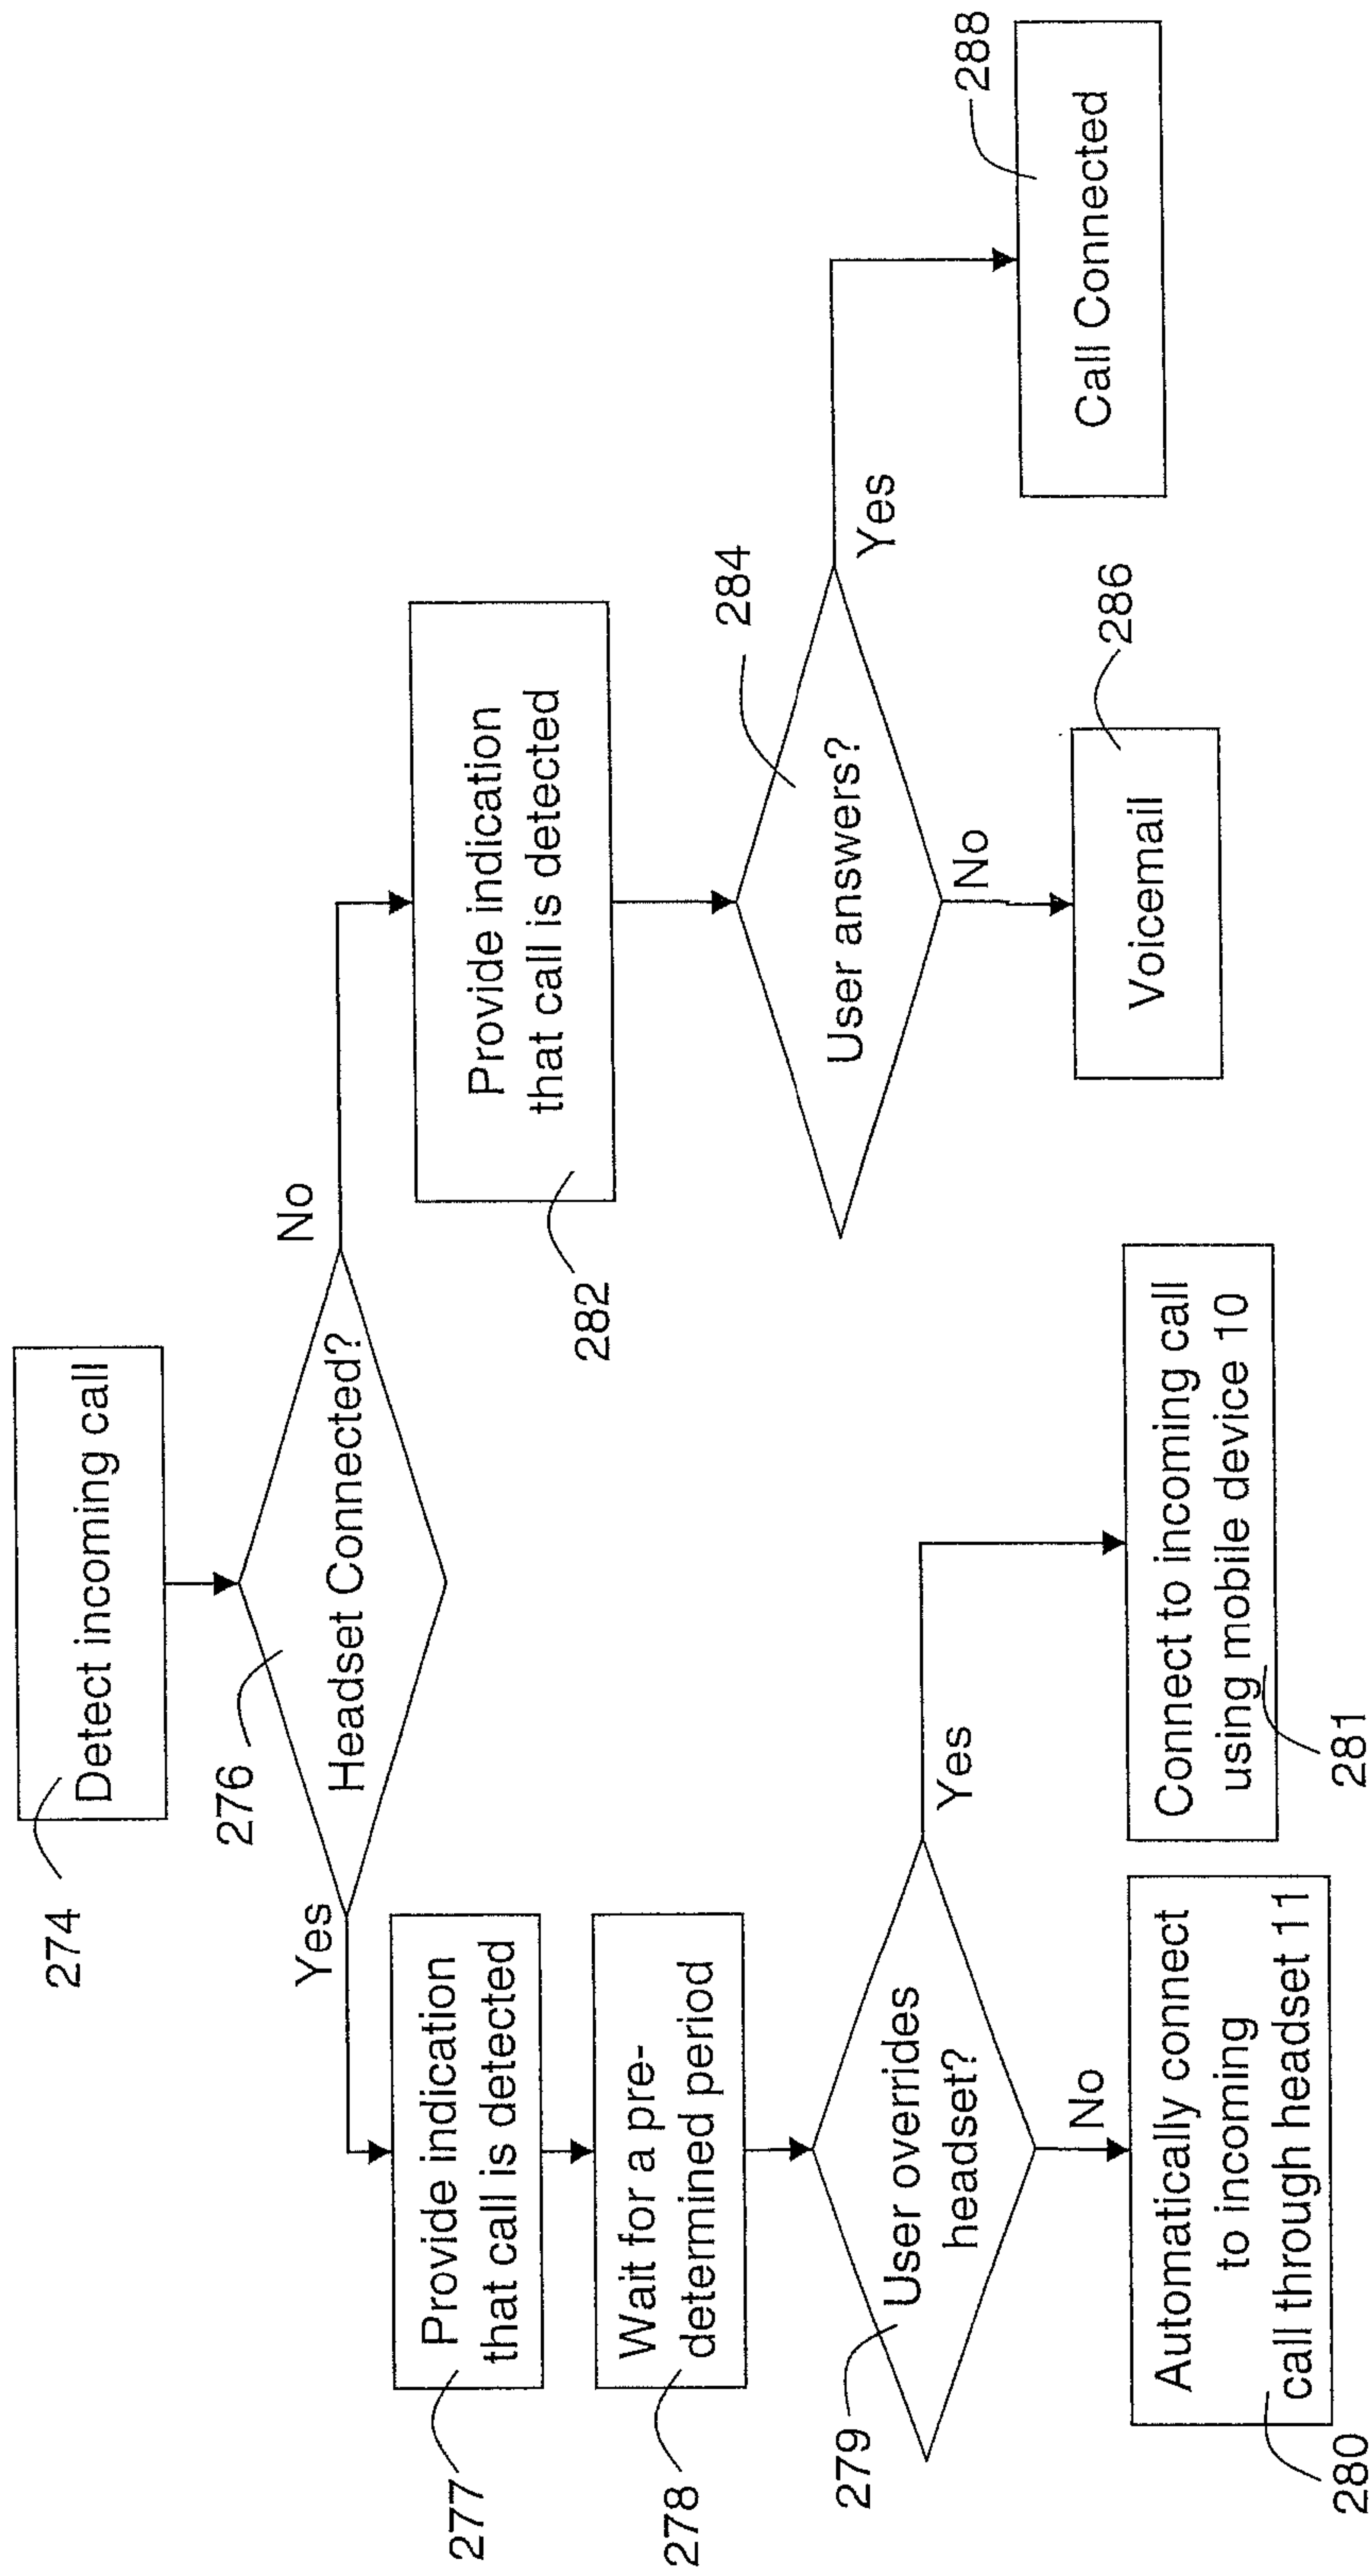 274
Detect incoming call
276
Headset Connected?
Yes
No
277
Provide indication
that call is detected
278
Wait for a pre-
determined period
279
User overrides
headset?
No
Yes
280
Automatically connect
to incoming
call through headset 11
281
Connect to incoming call
using mobile device 10
282
Provide indication
that call is detected
284
User answers?
No
Yes
286
Voicemail
288
Call Connected